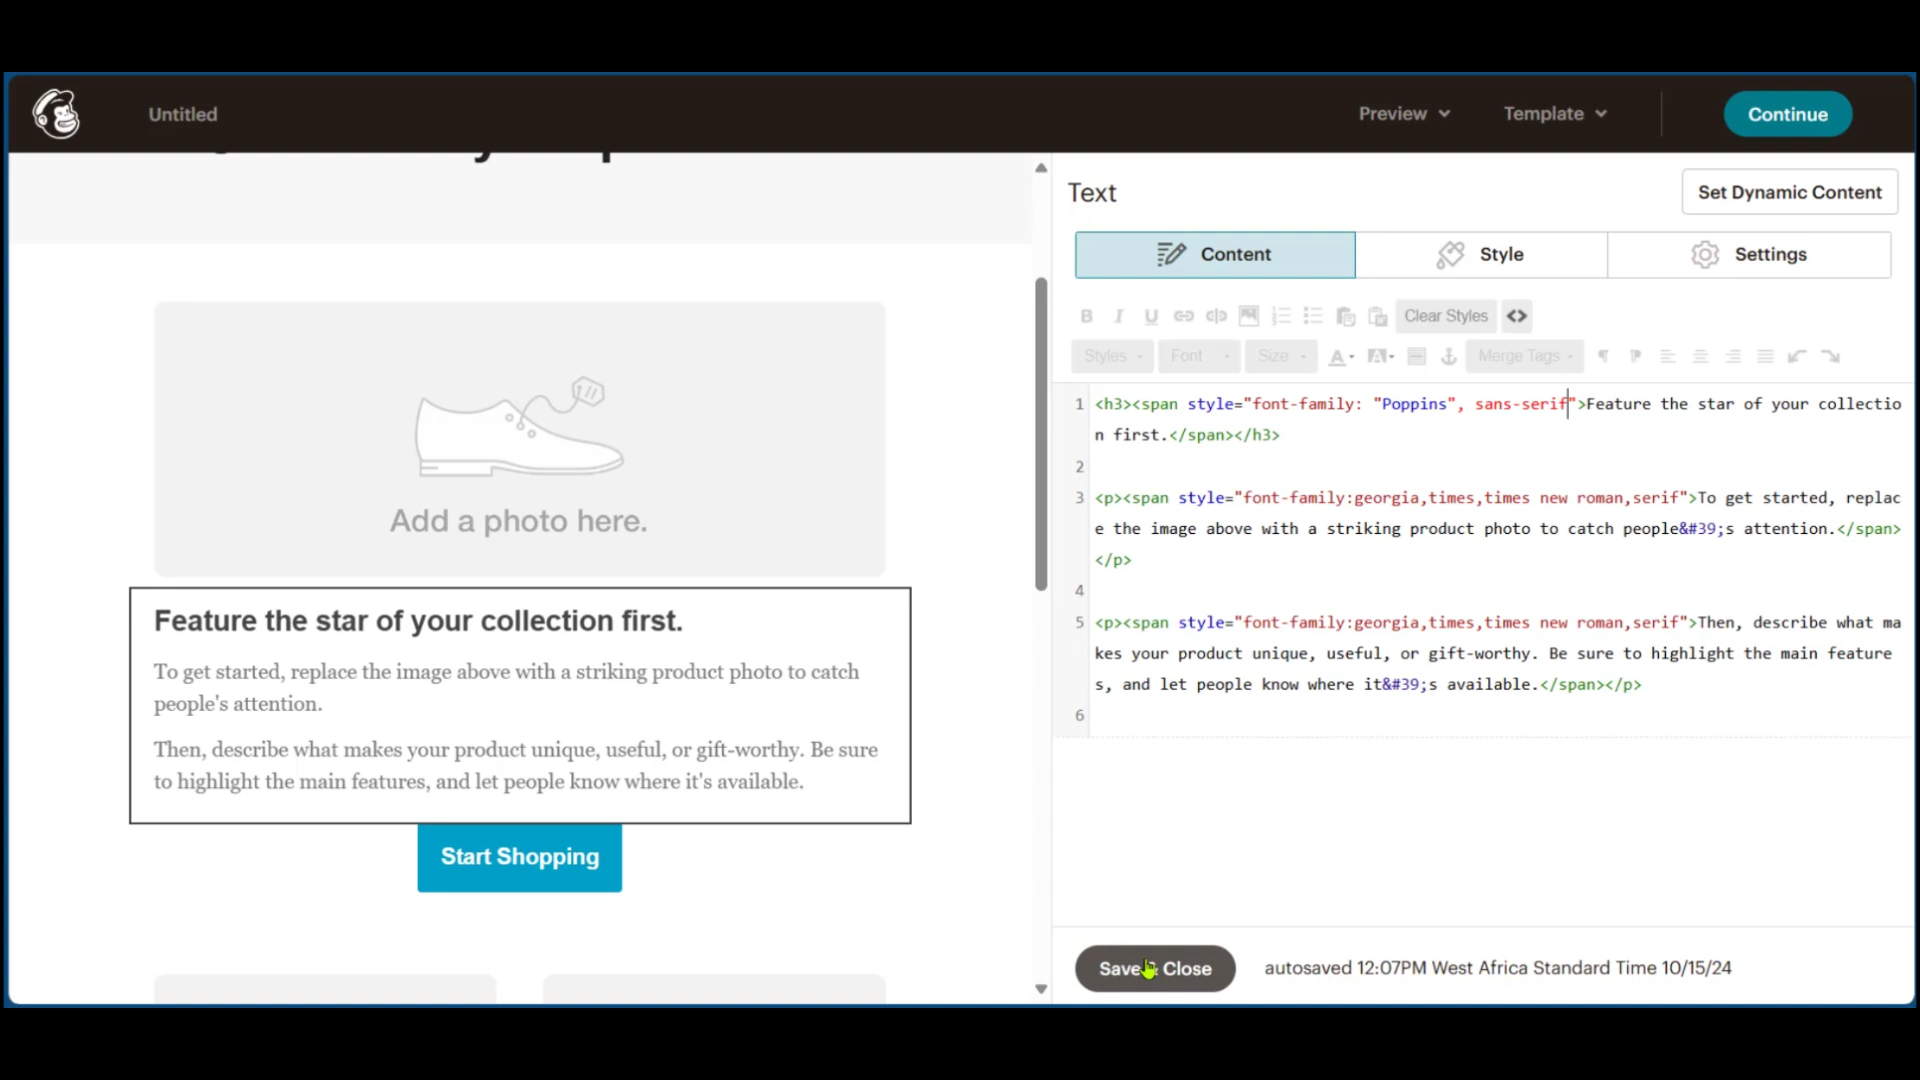 Untitled
Preview
Template
Continue
Text
Set Dynamic Content
Content
Style
Settings
B I U
Clear Styles
<>
Styles
Font
Size
A
A
Merge Tags
1 <h3><span style="font-family: "Poppins", sans-serif">Feature the star of your collectio
n first.</span></h3>
2
3 <p><span style="font-family:georgia,times,times new roman,serif">To get started, replac
e the image above with a striking product photo to catch people&#39;s attention.</span>
</p>
4
5 <p><span style="font-family:georgia,times,times new roman,serif">Then, describe what ma
kes your product unique, useful, or gift-worthy. Be sure to highlight the main feature
s, and let people know where it&#39;s available.</span></p>
6
Add a photo here.
Feature the star of your collection first.
To get started, replace the image above with a striking product photo to catch
people's attention.
Then, describe what makes your product unique, useful, or gift-worthy. Be sure
to highlight the main features, and let people know where it's available.
Start Shopping
Save & Close
autosaved 12:07PM West Africa Standard Time 10/15/24